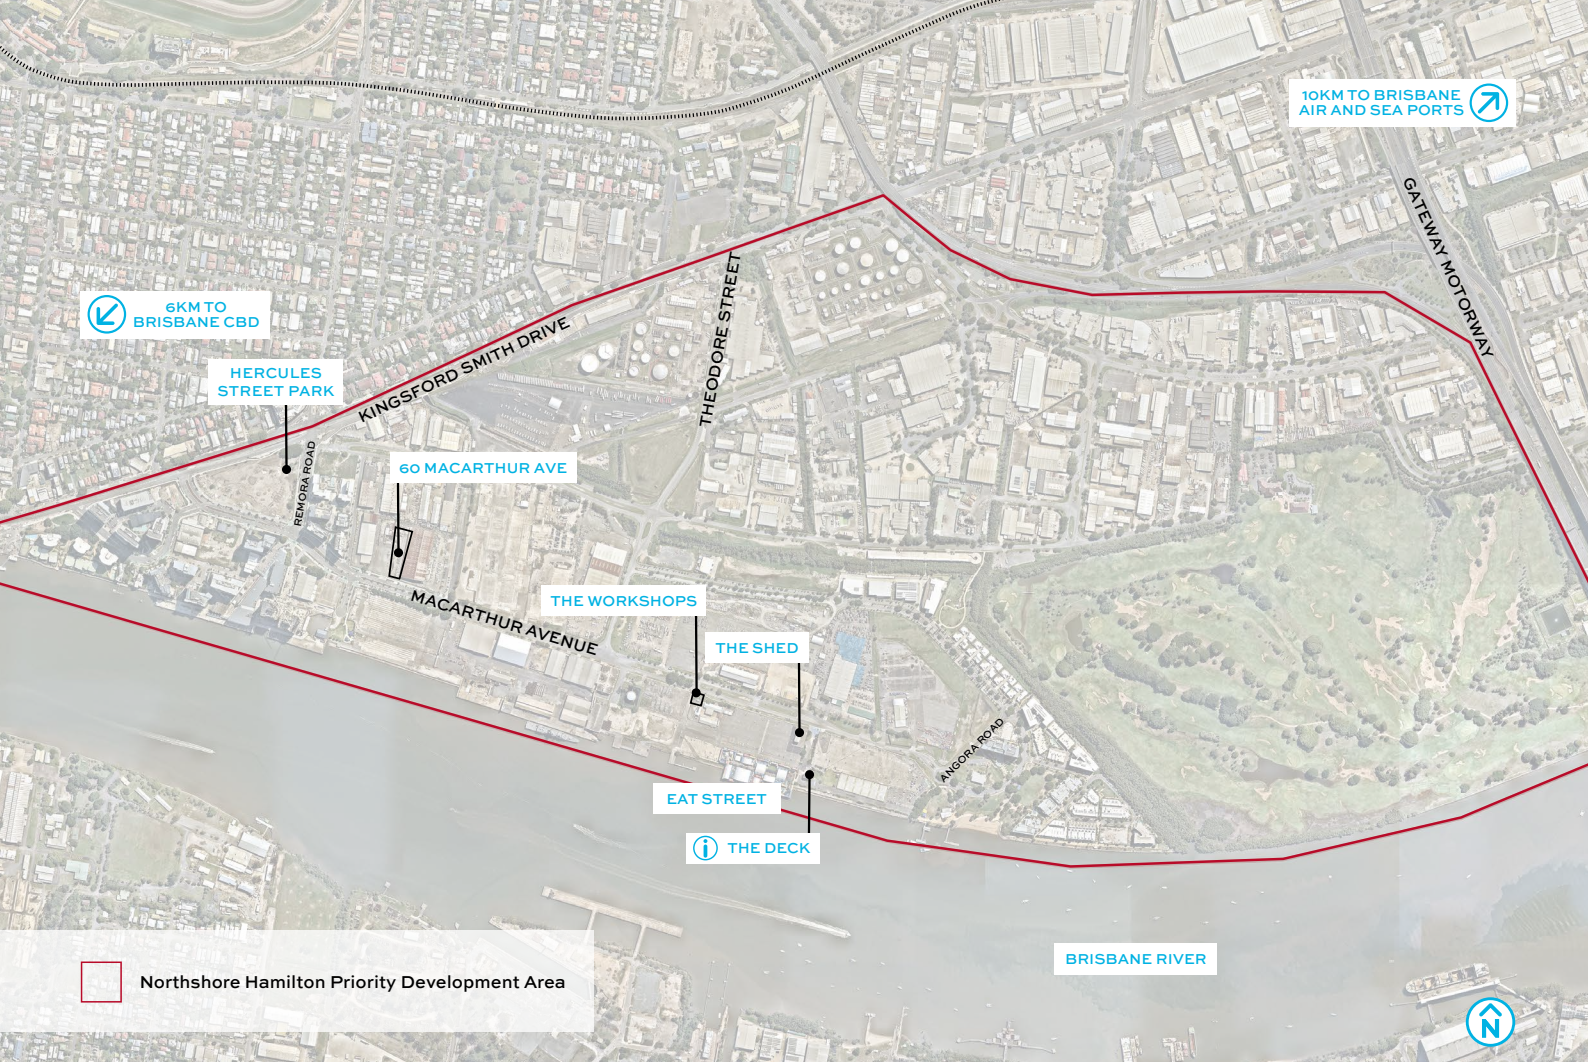 10KM TO BRISBANE
AIR AND SEA PORTS
GATEWAY MOTORWAY
THEODORE STREET
6KM TO
BRISBANE CBD
KINGSFORD SMITH DRIVE
HERCULES
STREET PARK
REMORA ROAD
60 MACARTHUR AVE
MACARTHUR AVENUE
THE WORKSHOPS
THE SHED
ANGORA ROAD
EAT STREET
i
THE DECK
BRISBANE RIVER
Northshore Hamilton Priority Development Area
N